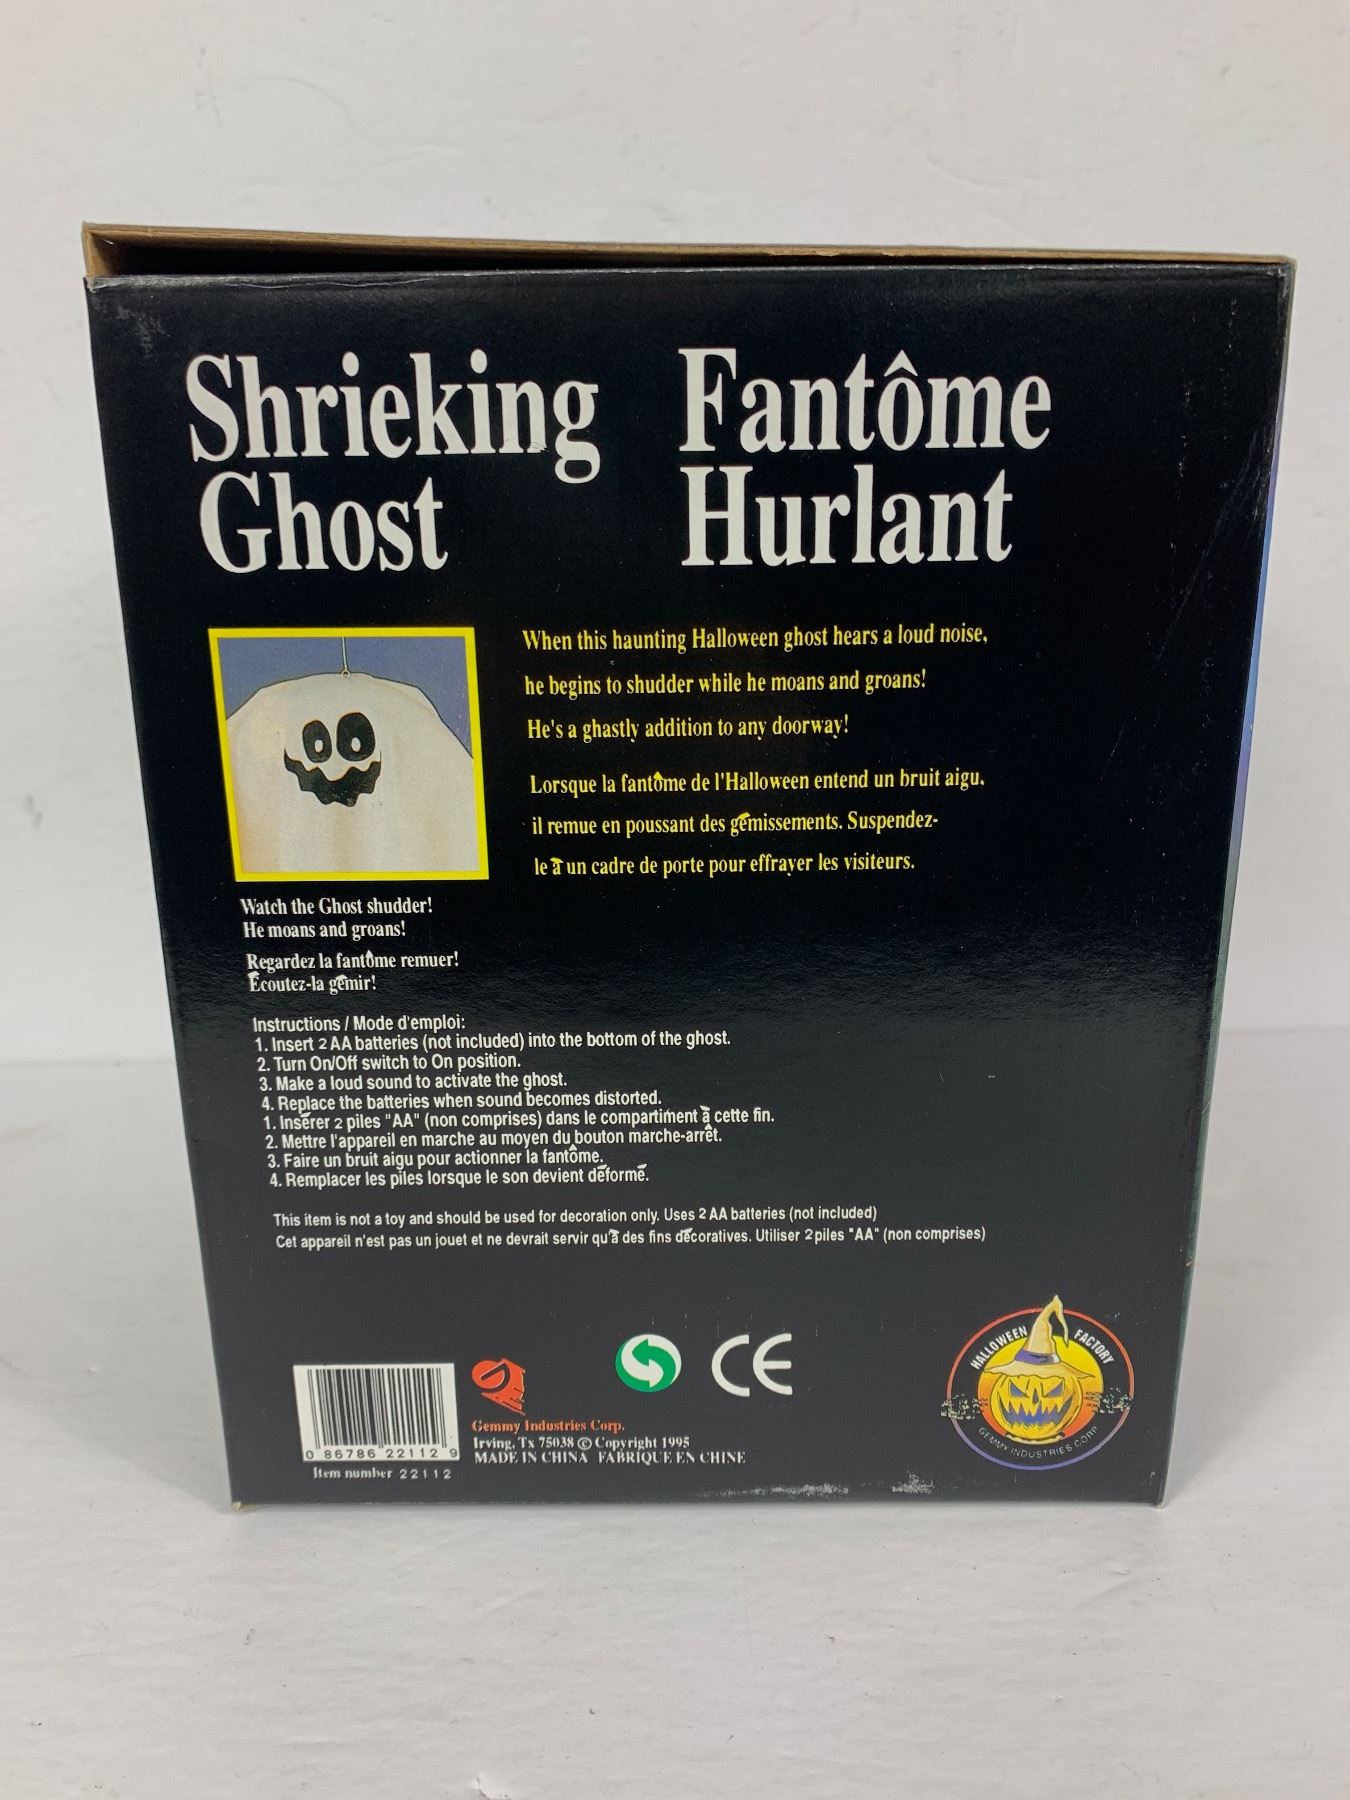 Shrieking
Ghost
Fantôme
Hurlant
When this haunting Halloween ghost hears a loud noise,
he begins to shudder while he moans and groans!
He's a ghastly addition to any doorway!
Lorsque la fantôme de l'Halloween entend un bruit aigu,
il remue en poussant des gémissements. Suspendez-
le à un cadre de porte pour effrayer les visiteurs.
Watch the Ghost shudder!
He moans and groans!
Regardez la fantôme remuer!
Écoutez-la gémir!
Instructions / Mode d'emploi:
1. Insert 2 AA batteries (not included) into the bottom of the ghost.
2. Turn On/Off switch to On position.
3. Make a loud sound to activate the ghost.
4. Replace the batteries when sound becomes distorted.
1. Insérer 2 piles "AA" (non comprises) dans le compartiment à cette fin.
2. Mettre l'appareil en marche au moyen du bouton marche-arrêt.
3. Faire un bruit aigu pour actionner la fantôme.
4. Remplacer les piles lorsque le son devient déformé.
This item is not a toy and should be used for decoration only. Uses 2 AA batteries (not included)
Cet appareil n'est pas un jouet et ne devrait servir qu'à des fins décoratives. Utiliser 2 piles "AA" (non comprises)
0 86786 22112 9
Item number 22112
Gemmy Industries Corp.
Irving, Tx 75038 © Copyright 1995
MADE IN CHINA FABRIQUE EN CHINE
CE
HALLOWEEN FACTORY
GEMMY INDUSTRIES CORP